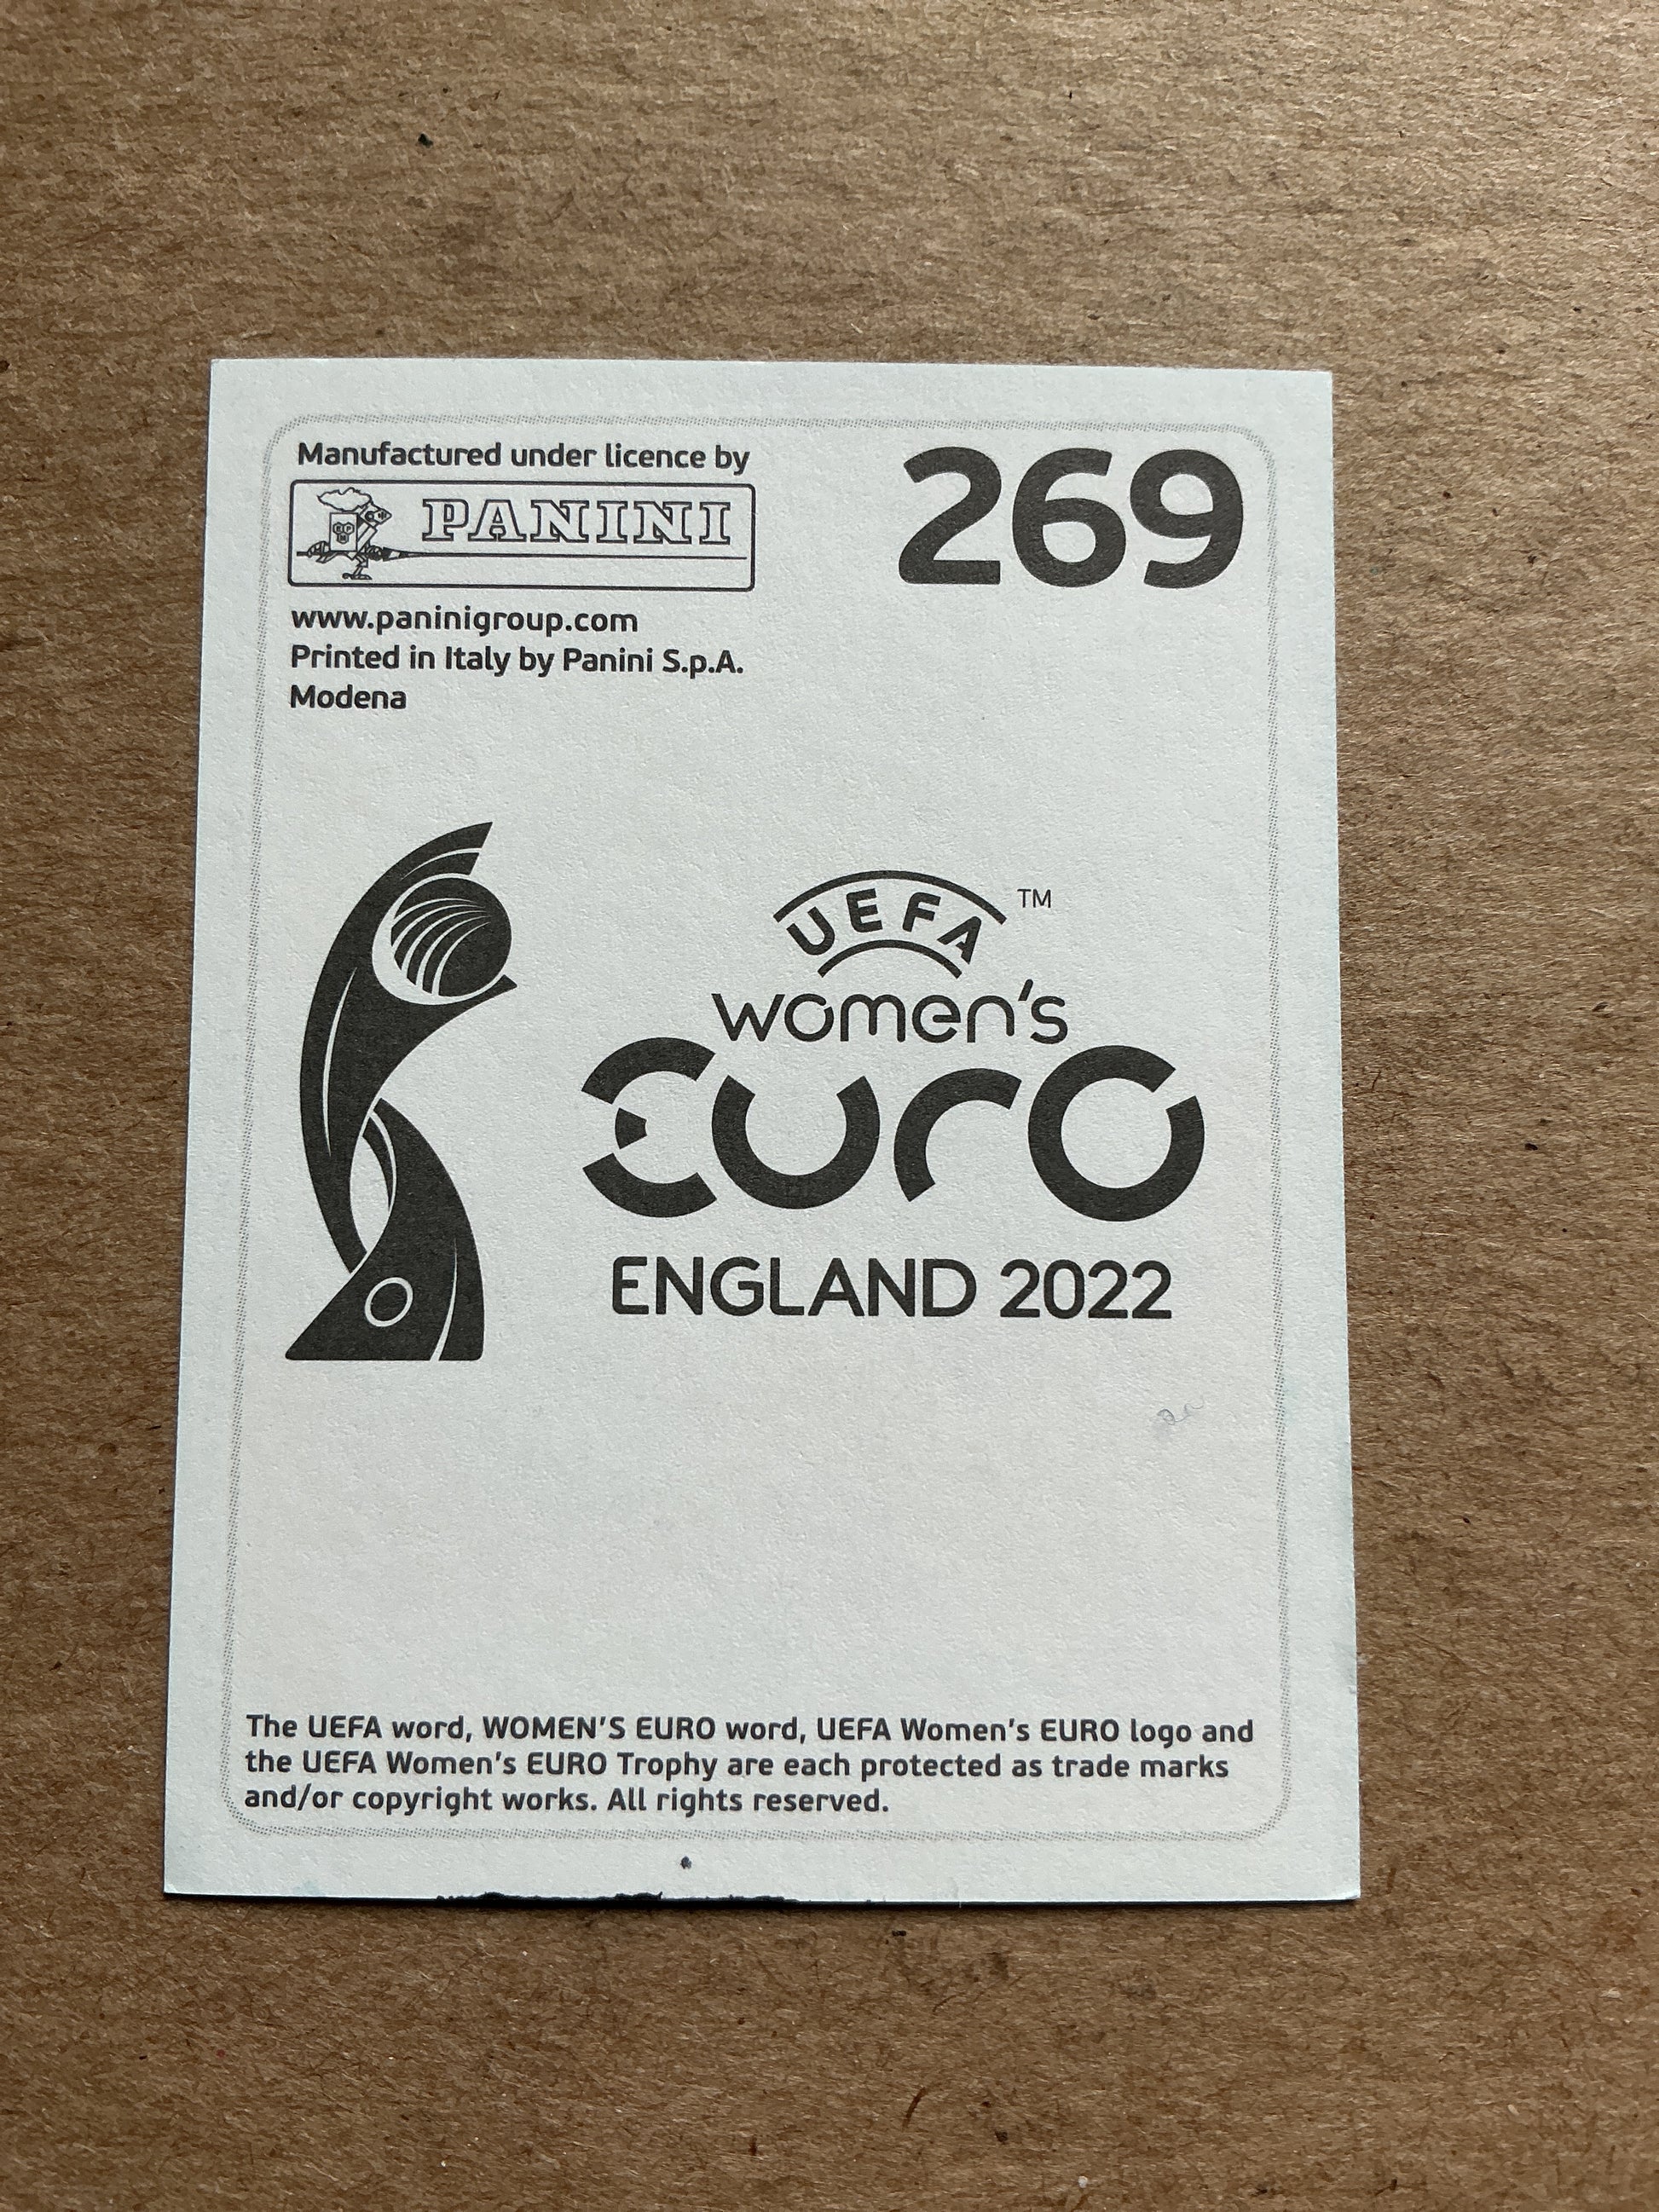 Manufactured under licence by
PANINI
269
www.paninigroup.com
Printed in Italy by Panini S.p.A.
Modena
UEFA TM
women's
EURO
ENGLAND 2022
The UEFA word, WOMEN'S EURO word, UEFA Women's EURO logo and
the UEFA Women's EURO Trophy are each protected as trade marks
and/or copyright works. All rights reserved.